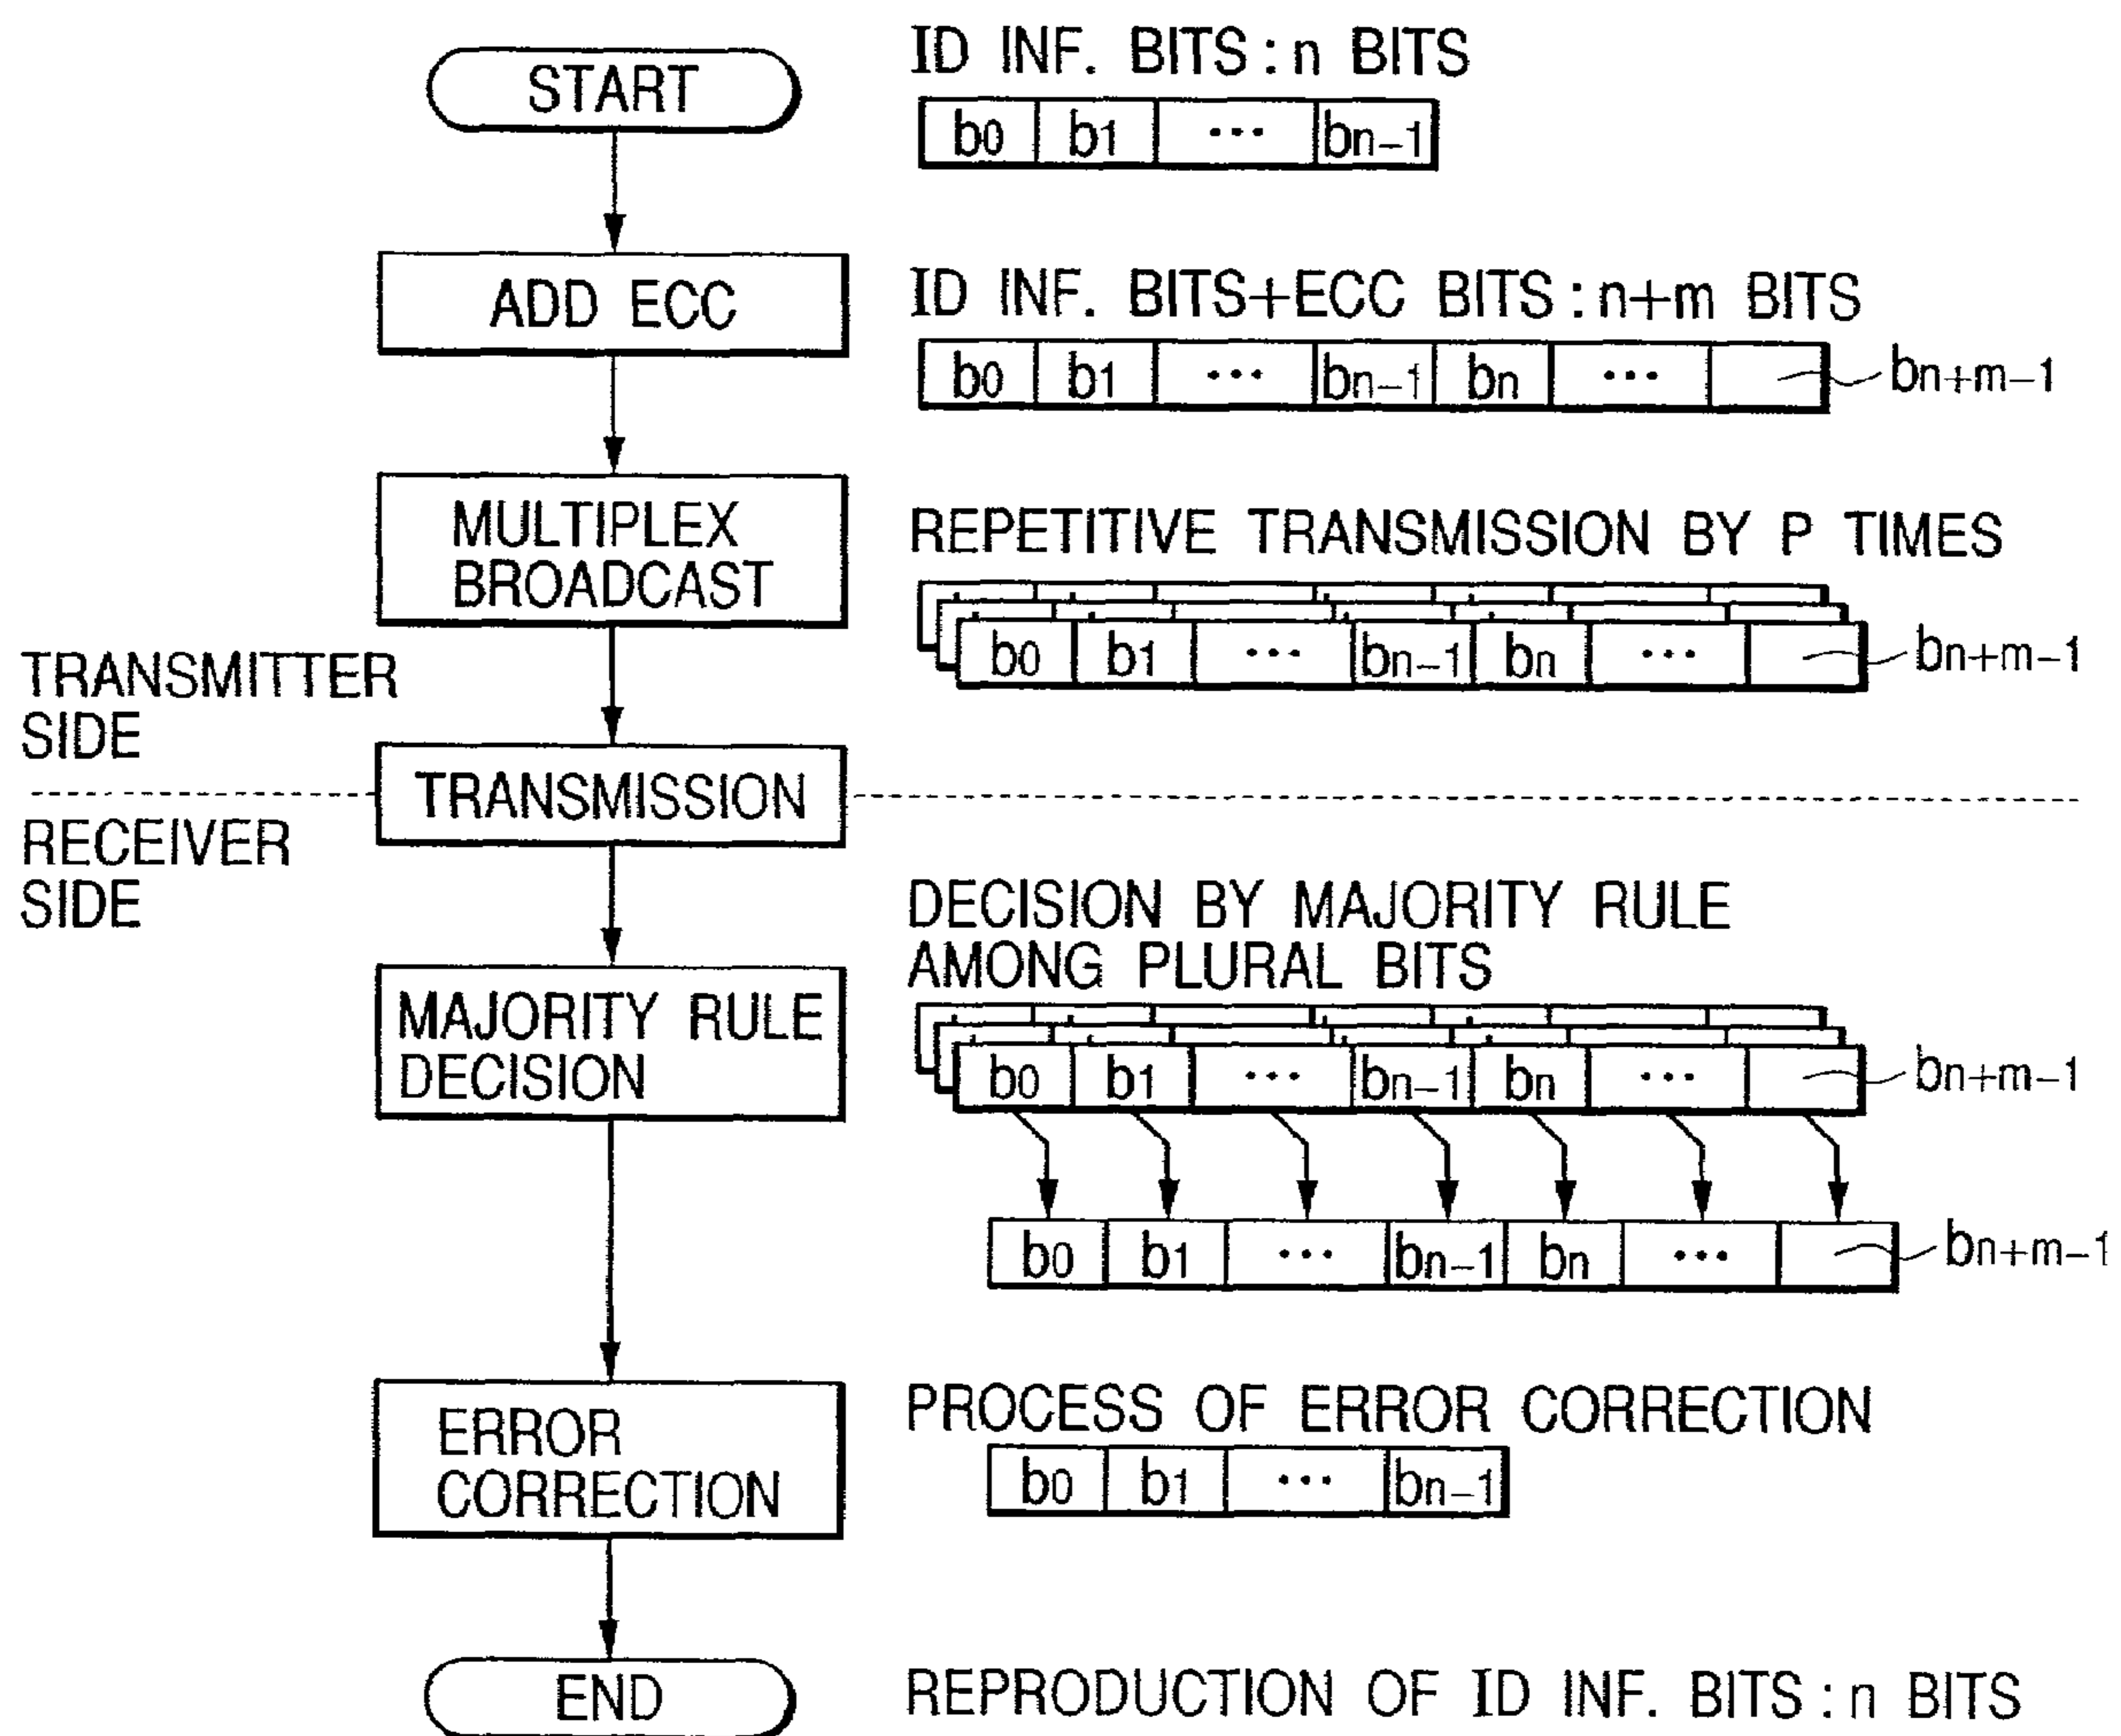 START
ID INF. BITS : n BITS
b0 b1 ... bn-1
ADD ECC
ID INF. BITS+ECC BITS : n+m BITS
b0 b1 ... bn-1 bn ... bn+m-1
MULTIPLEX
BROADCAST
REPETITIVE TRANSMISSION BY P TIMES
b0 b1 ... bn-1 bn ... bn+m-1
TRANSMITTER
SIDE
TRANSMISSION
RECEIVER
SIDE
DECISION BY MAJORITY RULE
AMONG PLURAL BITS
MAJORITY RULE
DECISION
b0 b1 ... bn-1 bn ... bn+m-1
b0 b1 ... bn-1 bn ... bn+m-1
ERROR
CORRECTION
PROCESS OF ERROR CORRECTION
b0 b1 ... bn-1
END
REPRODUCTION OF ID INF. BITS : n BITS